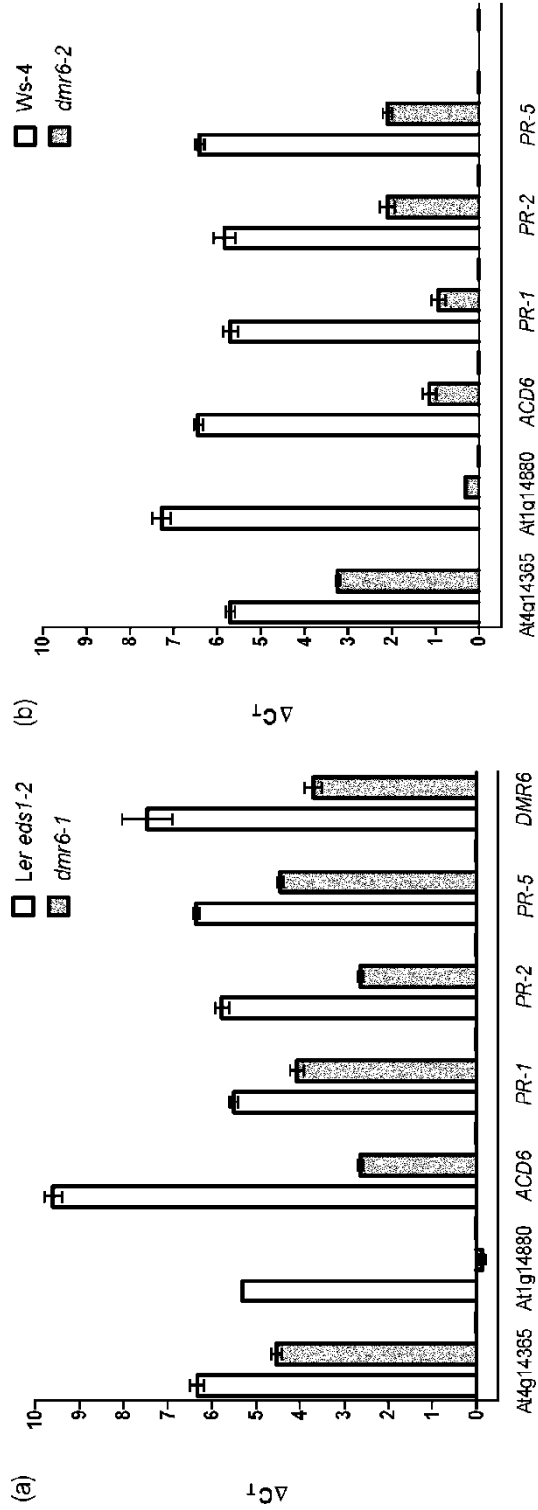 (a)
Ler eds1-2
dmr6-1
ΔCT
10
9
8
7
6
5
4
3
2
1
0
At4g14365 At1g14880 ACD6 PR-1 PR-2 PR-5 DMR6
(b)
Ws-4
dmr6-2
ΔCT
10
9
8
7
6
5
4
3
2
1
0
At4g14365 At1g14880 ACD6 PR-1 PR-2 PR-5